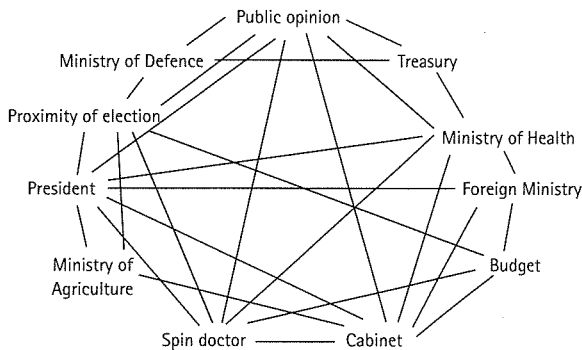 Public opinion
Ministry of Defence
Treasury
Proximity of election
Ministry of Health
President
Foreign Ministry
Ministry of
Agriculture
Budget
Spin doctor
Cabinet